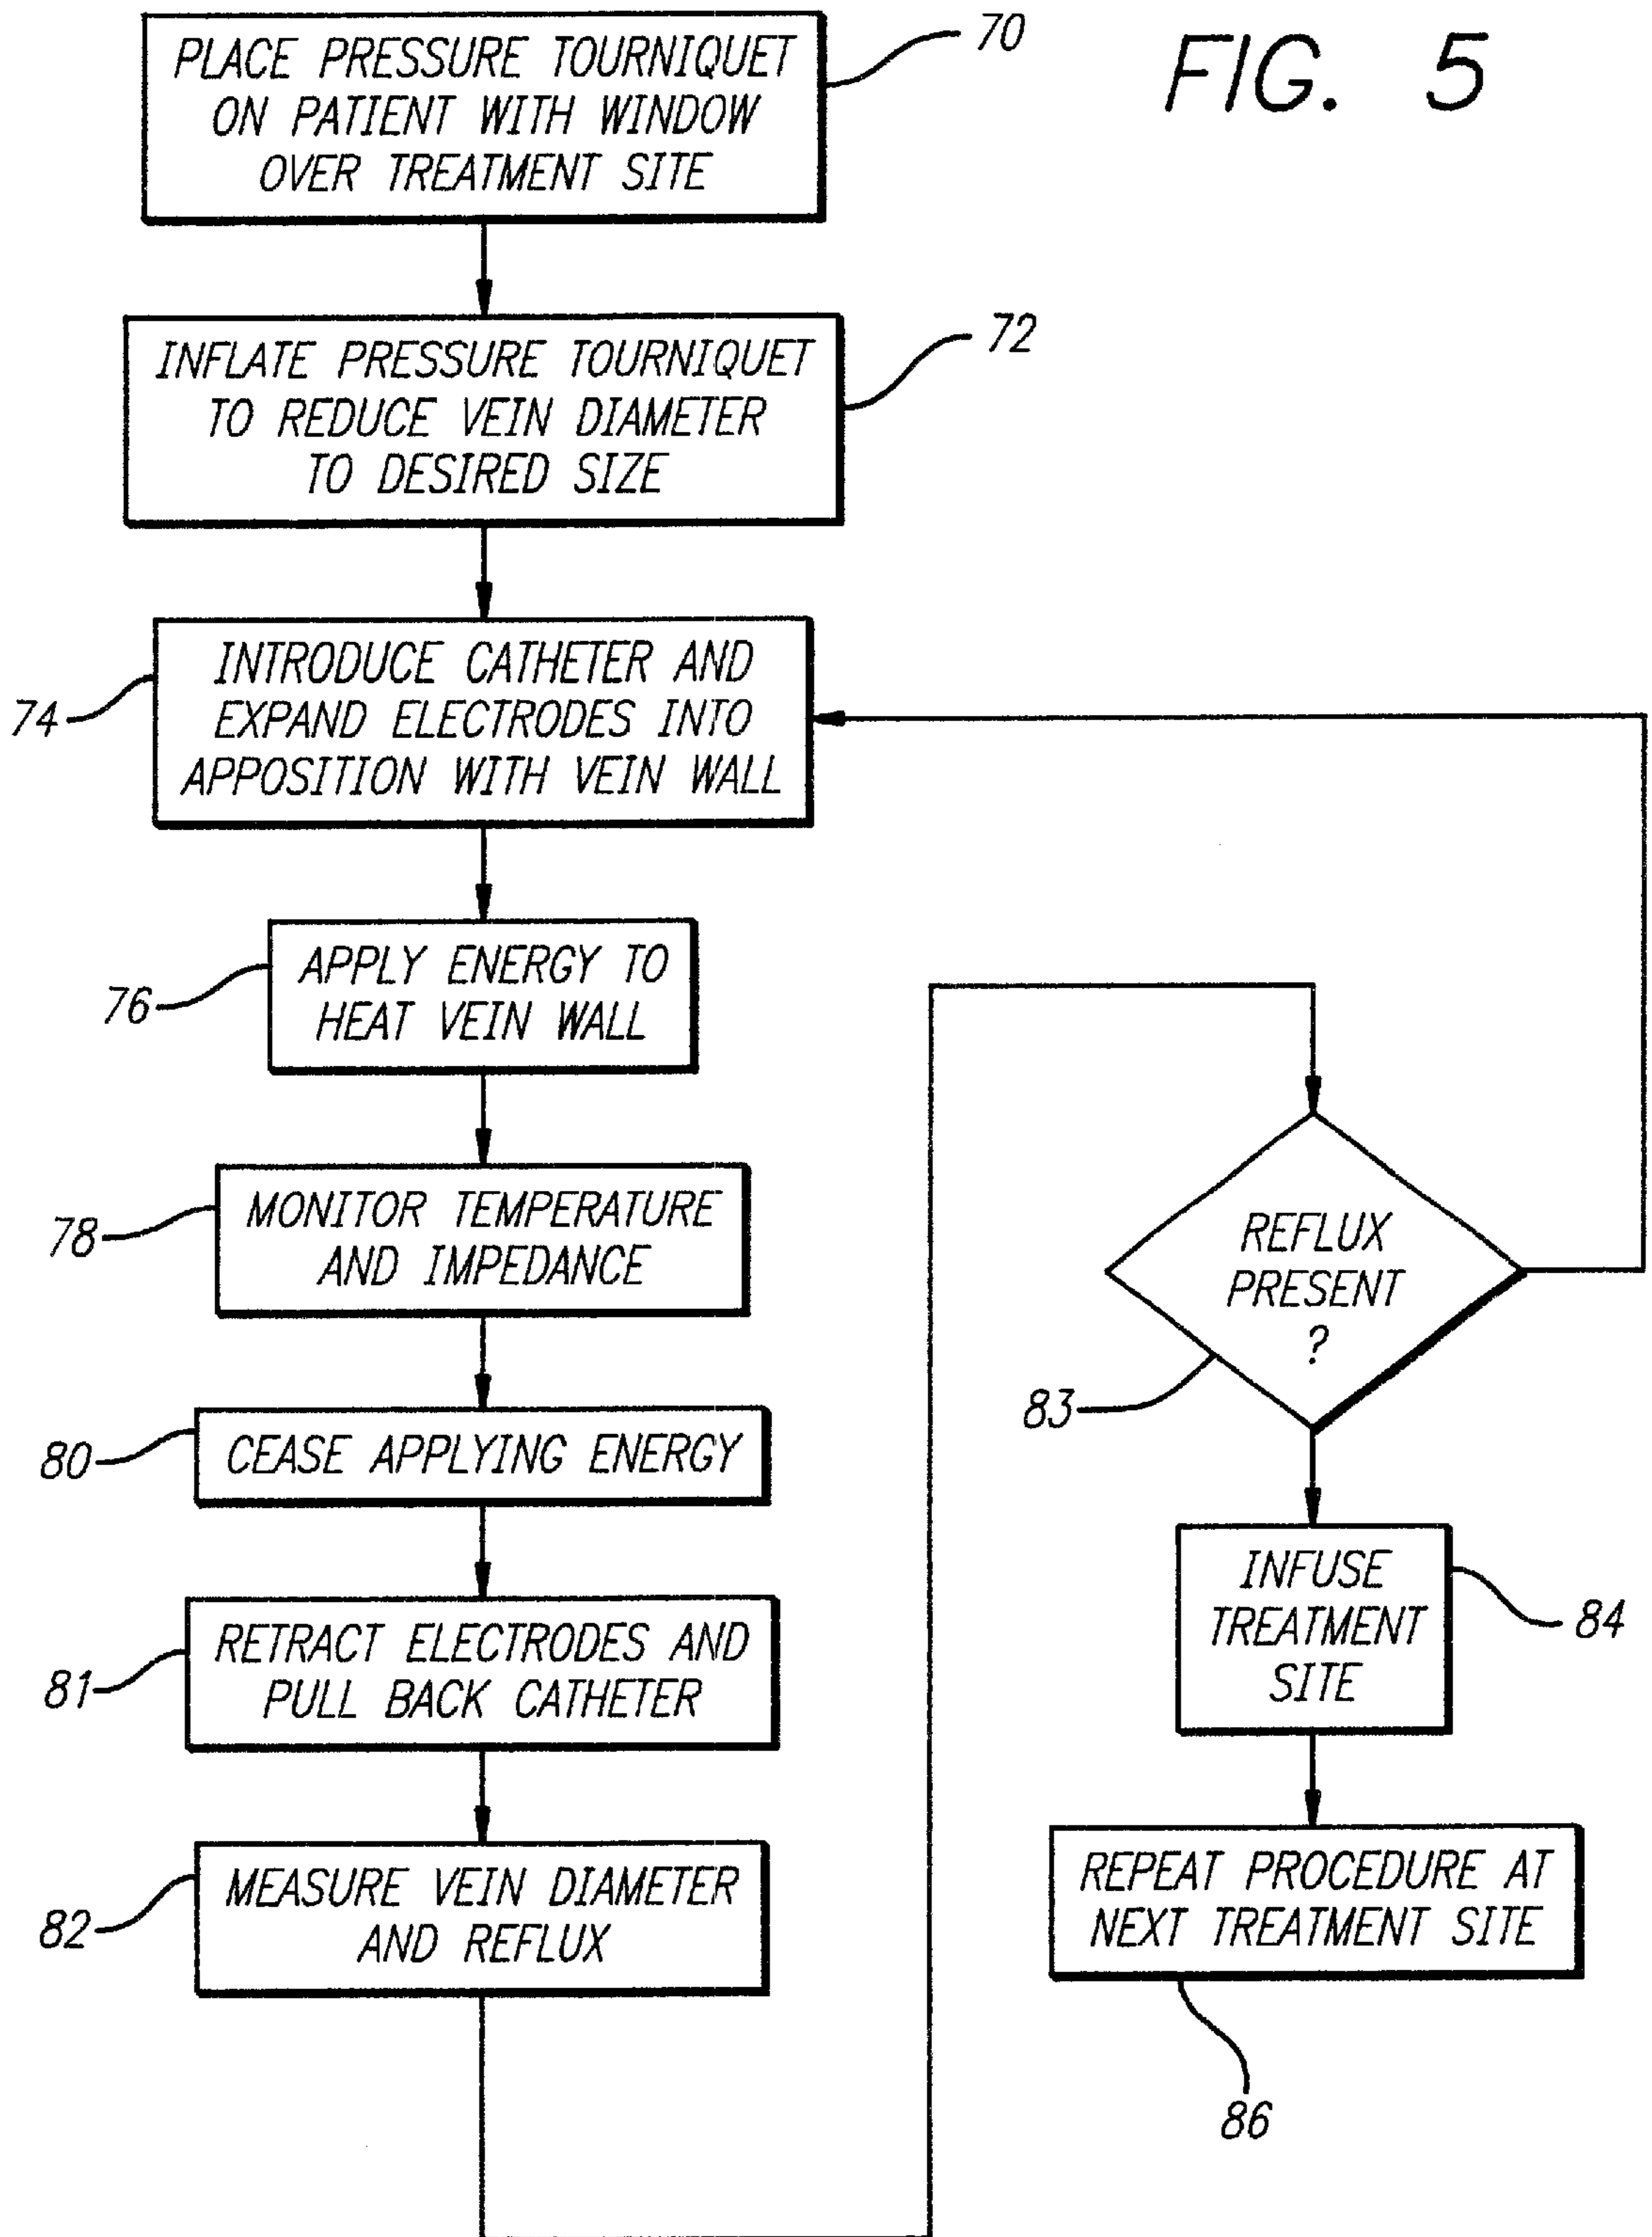 FIG. 5
PLACE PRESSURE TOURNIQUET
ON PATIENT WITH WINDOW
OVER TREATMENT SITE
70
INFLATE PRESSURE TOURNIQUET
TO REDUCE VEIN DIAMETER
TO DESIRED SIZE
72
INTRODUCE CATHETER AND
EXPAND ELECTRODES INTO
APPOSITION WITH VEIN WALL
74
APPLY ENERGY TO
HEAT VEIN WALL
76
MONITOR TEMPERATURE
AND IMPEDANCE
78
CEASE APPLYING ENERGY
80
RETRACT ELECTRODES AND
PULL BACK CATHETER
81
MEASURE VEIN DIAMETER
AND REFLUX
82
REFLUX
PRESENT
?
83
INFUSE
TREATMENT
SITE
84
REPEAT PROCEDURE AT
NEXT TREATMENT SITE
86